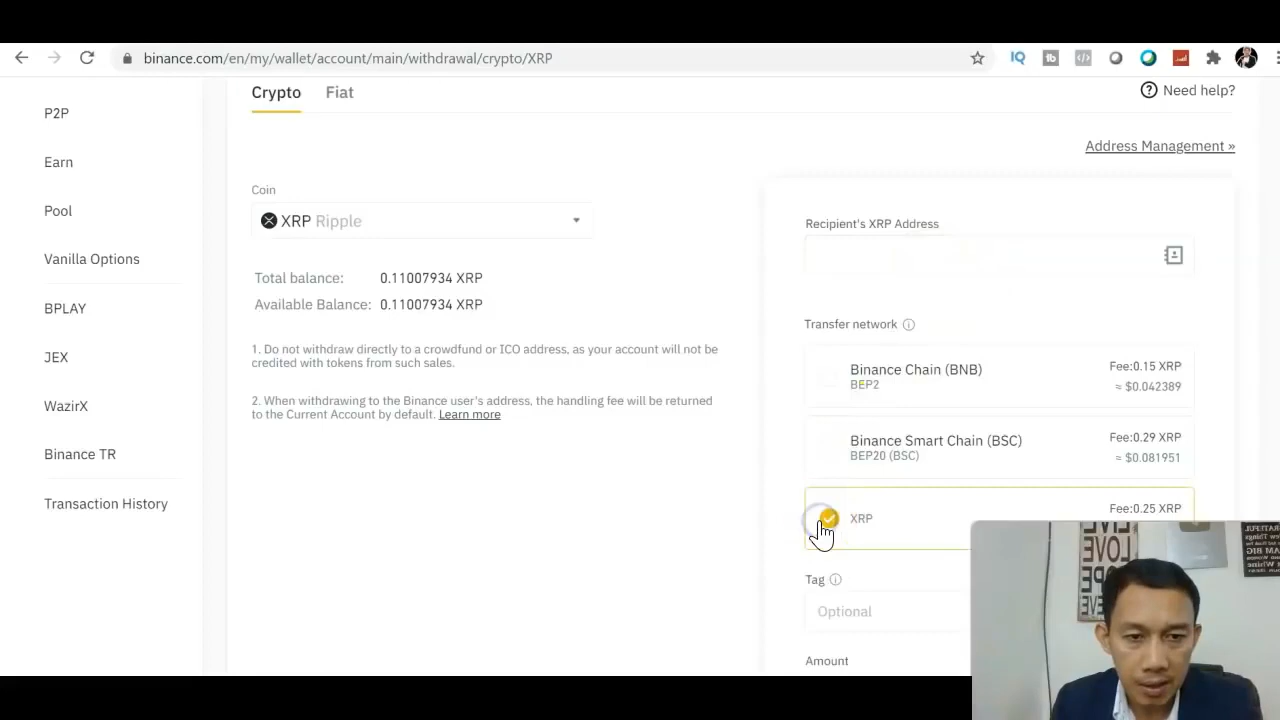 binance.com/en/my/wallet/account/main/withdrawal/crypto/XRP
IQ
tb
P2P
Earn
Pool
Vanilla Options
BPLAY
JEX
WazirX
Binance TR
Transaction History
Crypto Fiat
Need help?
Address Management »
Coin
XRP Ripple
Total balance: 0.11007934 XRP
Available Balance: 0.11007934 XRP
1. Do not withdraw directly to a crowdfund or ICO address, as your account will not be
credited with tokens from such sales.
2. When withdrawing to the Binance user's address, the handling fee will be returned
to the Current Account by default. Learn more
Recipient's XRP Address
Transfer network
Binance Chain (BNB) Fee:0.15 XRP
BEP2 ≈ $0.042389
Binance Smart Chain (BSC) Fee:0.29 XRP
BEP20 (BSC) ≈ $0.081951
XRP Fee:0.25 XRP
Tag
Optional
Amount